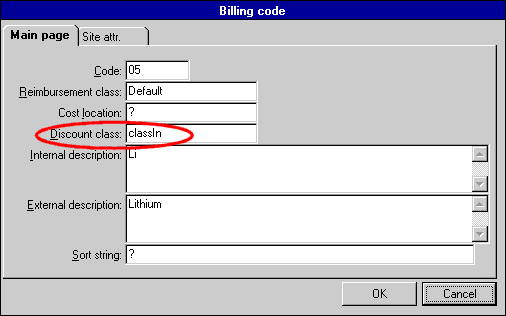 Billing code
Main page Site attr.
Code: 05
Reimbursement class: Default
Cost location: ?
Discount class: classIn
Internal description: Li
External description: Lithium
Sort string: ?
OK Cancel